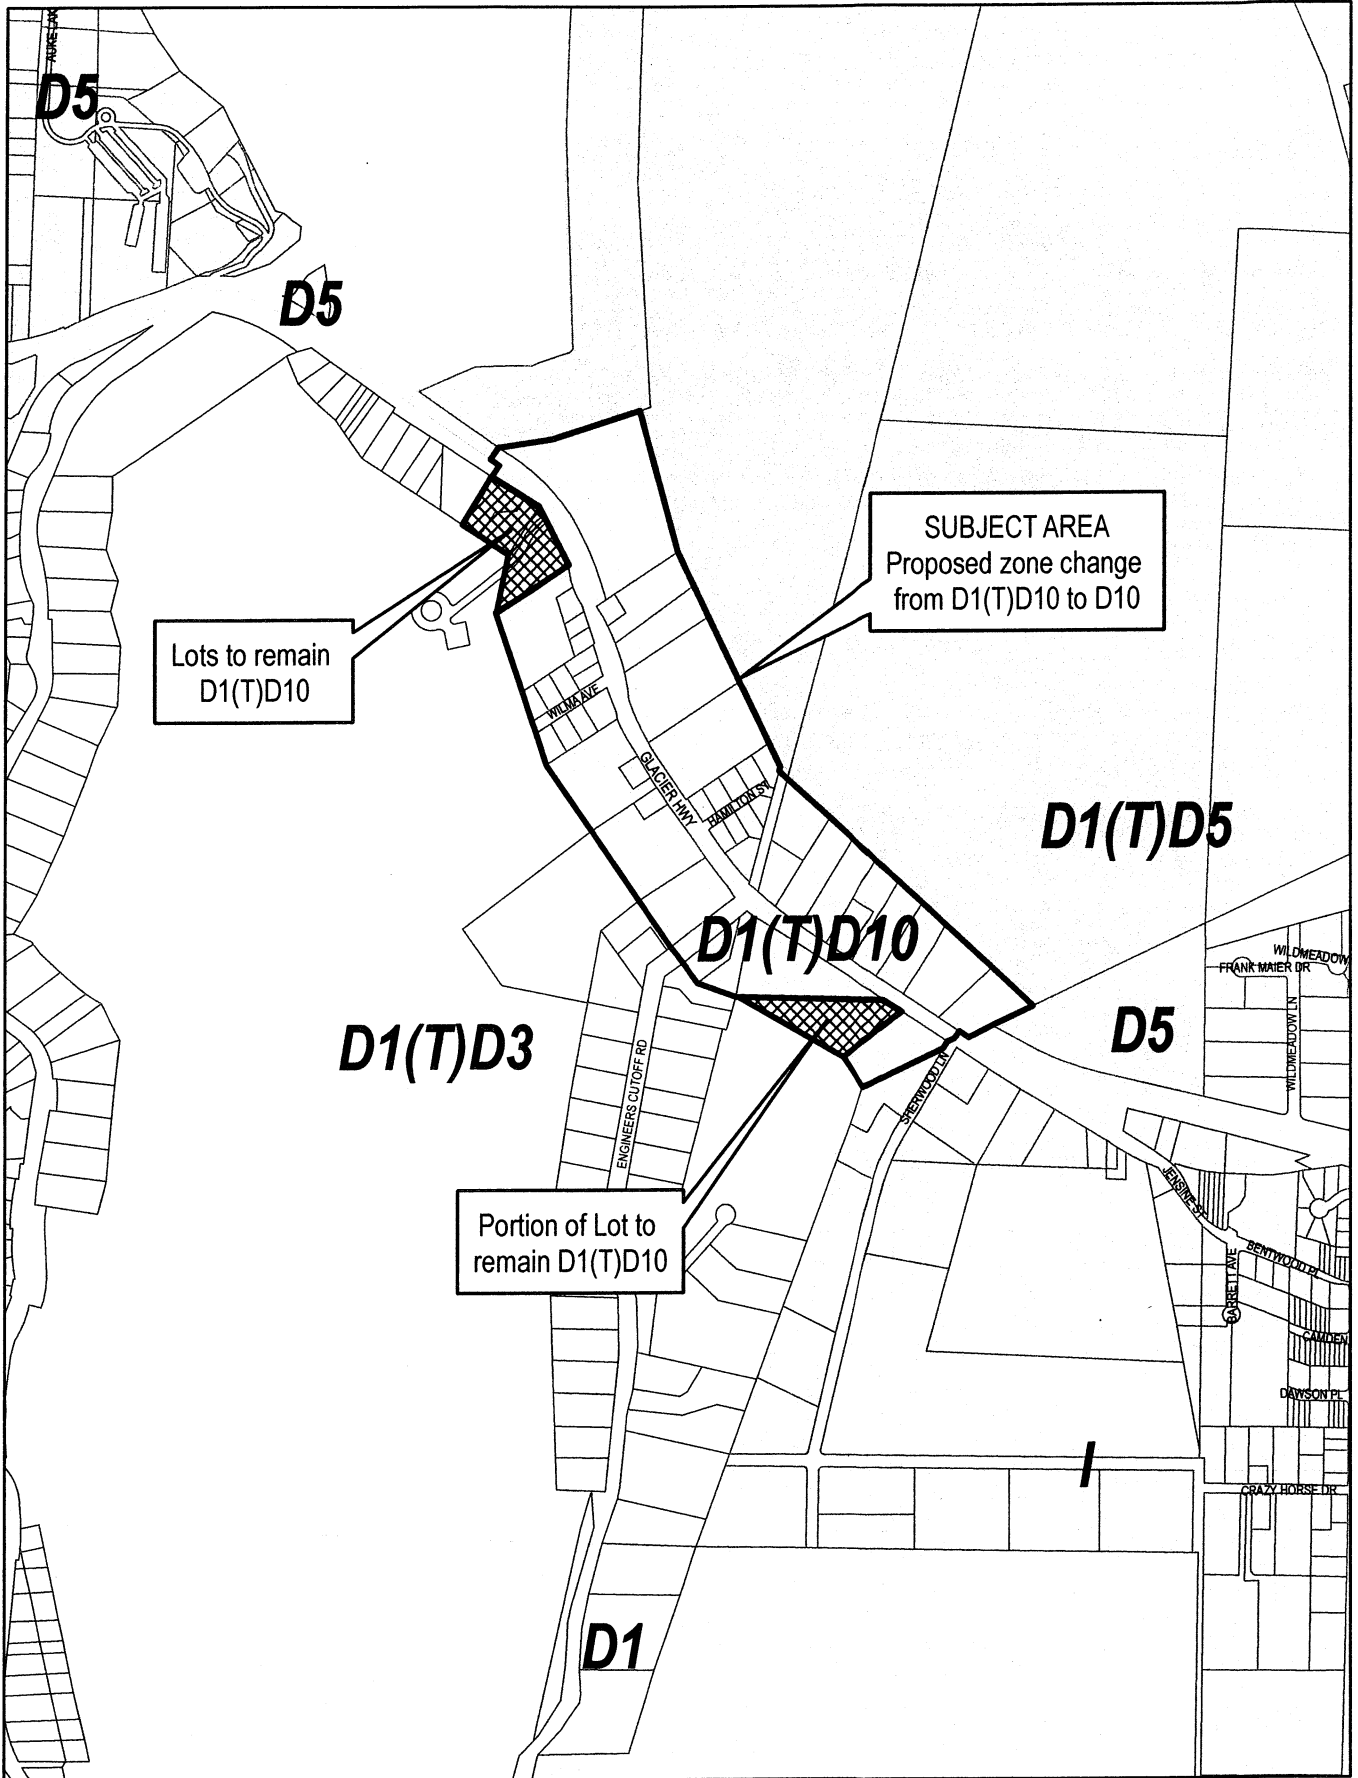 AUKE LAK
D5
D5
SUBJECT AREA
Proposed zone change
from D1(T)D10 to D10
Lots to remain
D1(T)D10
WILMA AVE
GLACIER HWY
HAMILTON ST
D1(T)D5
D1(T)D10
WILDMEADOW
FRANK MAIER DR
D5
WILDMEADOW LN
D1(T)D3
ENGINEERS CUTOFF RD
SHERWOOD LN
JENSINE ST
Portion of Lot to
remain D1(T)D10
BENTWOOD PL
BARRETT AVE
CAMDEN
DAWSON PL
I
CRAZY HORSE DR
D1